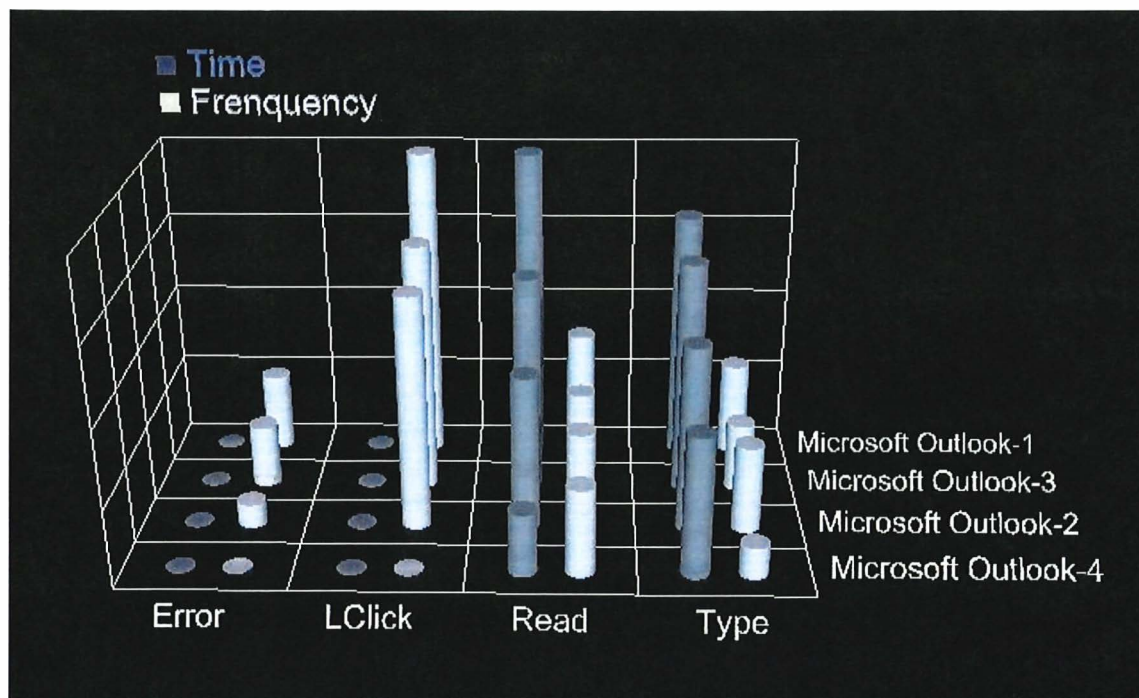 Time
Frenquency
Microsoft Outlook-1
Microsoft Outlook-3
Microsoft Outlook-2
Microsoft Outlook-4
Error LClick Read Type